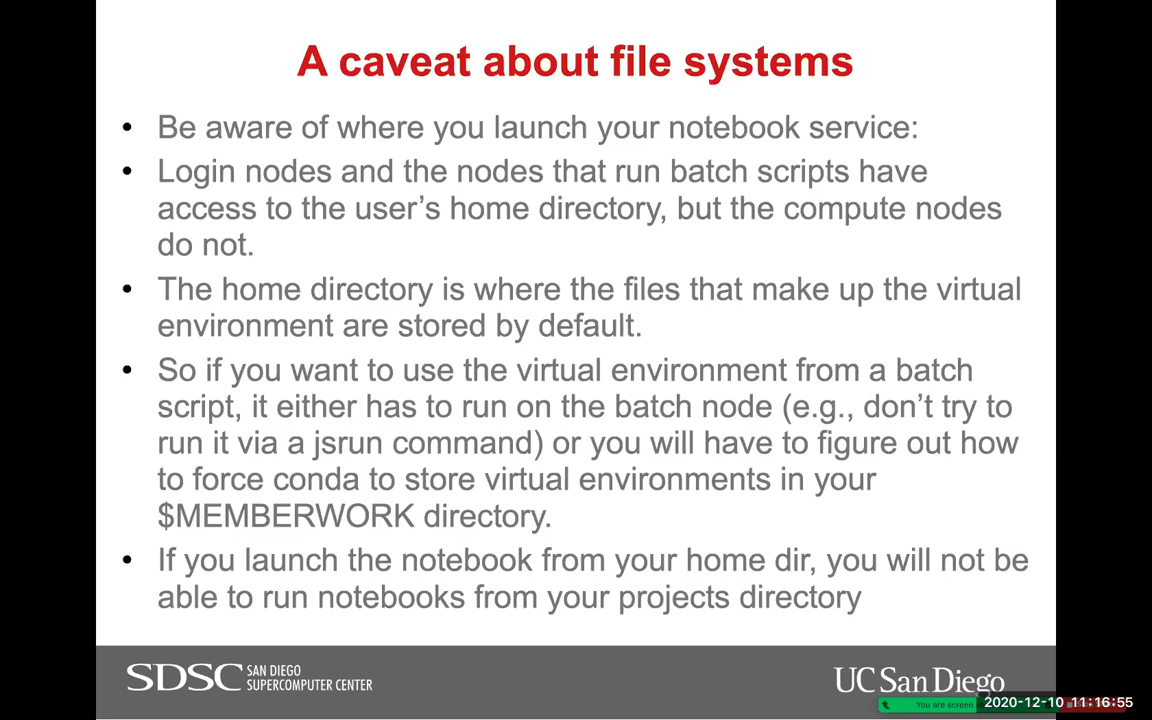 A caveat about file systems
• Be aware of where you launch your notebook service:
• Login nodes and the nodes that run batch scripts have
access to the user’s home directory, but the compute nodes
do not.
• The home directory is where the files that make up the virtual
environment are stored by default.
• So if you want to use the virtual environment from a batch
script, it either has to run on the batch node (e.g., don’t try to
run it via a jsrun command) or you will have to figure out how
to force conda to store virtual environments in your
$MEMBERWORK directory.
• If you launch the notebook from your home dir, you will not be
able to run notebooks from your projects directory
SDSC SAN DIEGO
SUPERCOMPUTER CENTER
UC San Diego
You are screen
2020-12-10 11:16:55